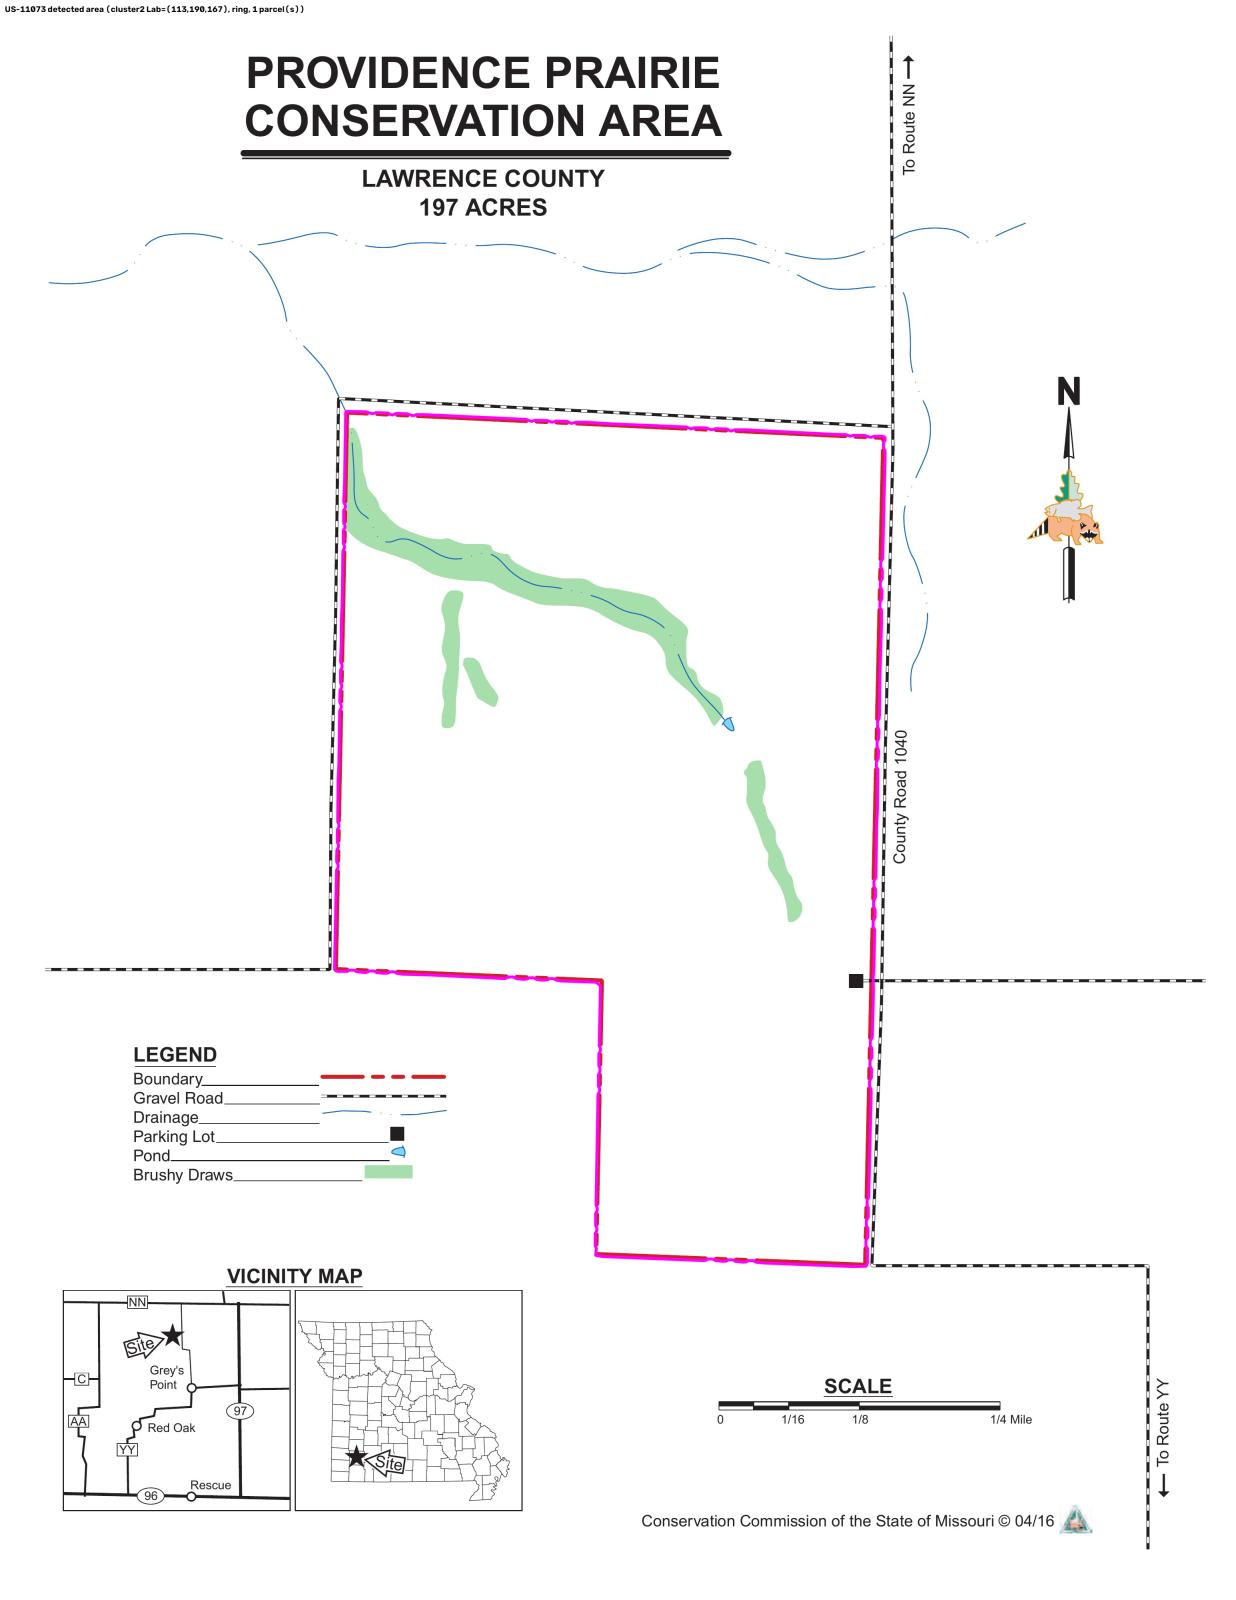 US-11073 detected area (cluster2 Lab=(113,190,167), ring, 1 parcel(s))
PROVIDENCE PRAIRIE
CONSERVATION AREA
LAWRENCE COUNTY
197 ACRES
To Route NN
N
County Road 1040
LEGEND
Boundary
Gravel Road
Drainage
Parking Lot
Pond
Brushy Draws
VICINITY MAP
NN
Site
Grey's
Point
C
AA
97
Red Oak
YY
Rescue
96
Site
SCALE
0 1/16 1/8 1/4 Mile
To Route YY
Conservation Commission of the State of Missouri © 04/16